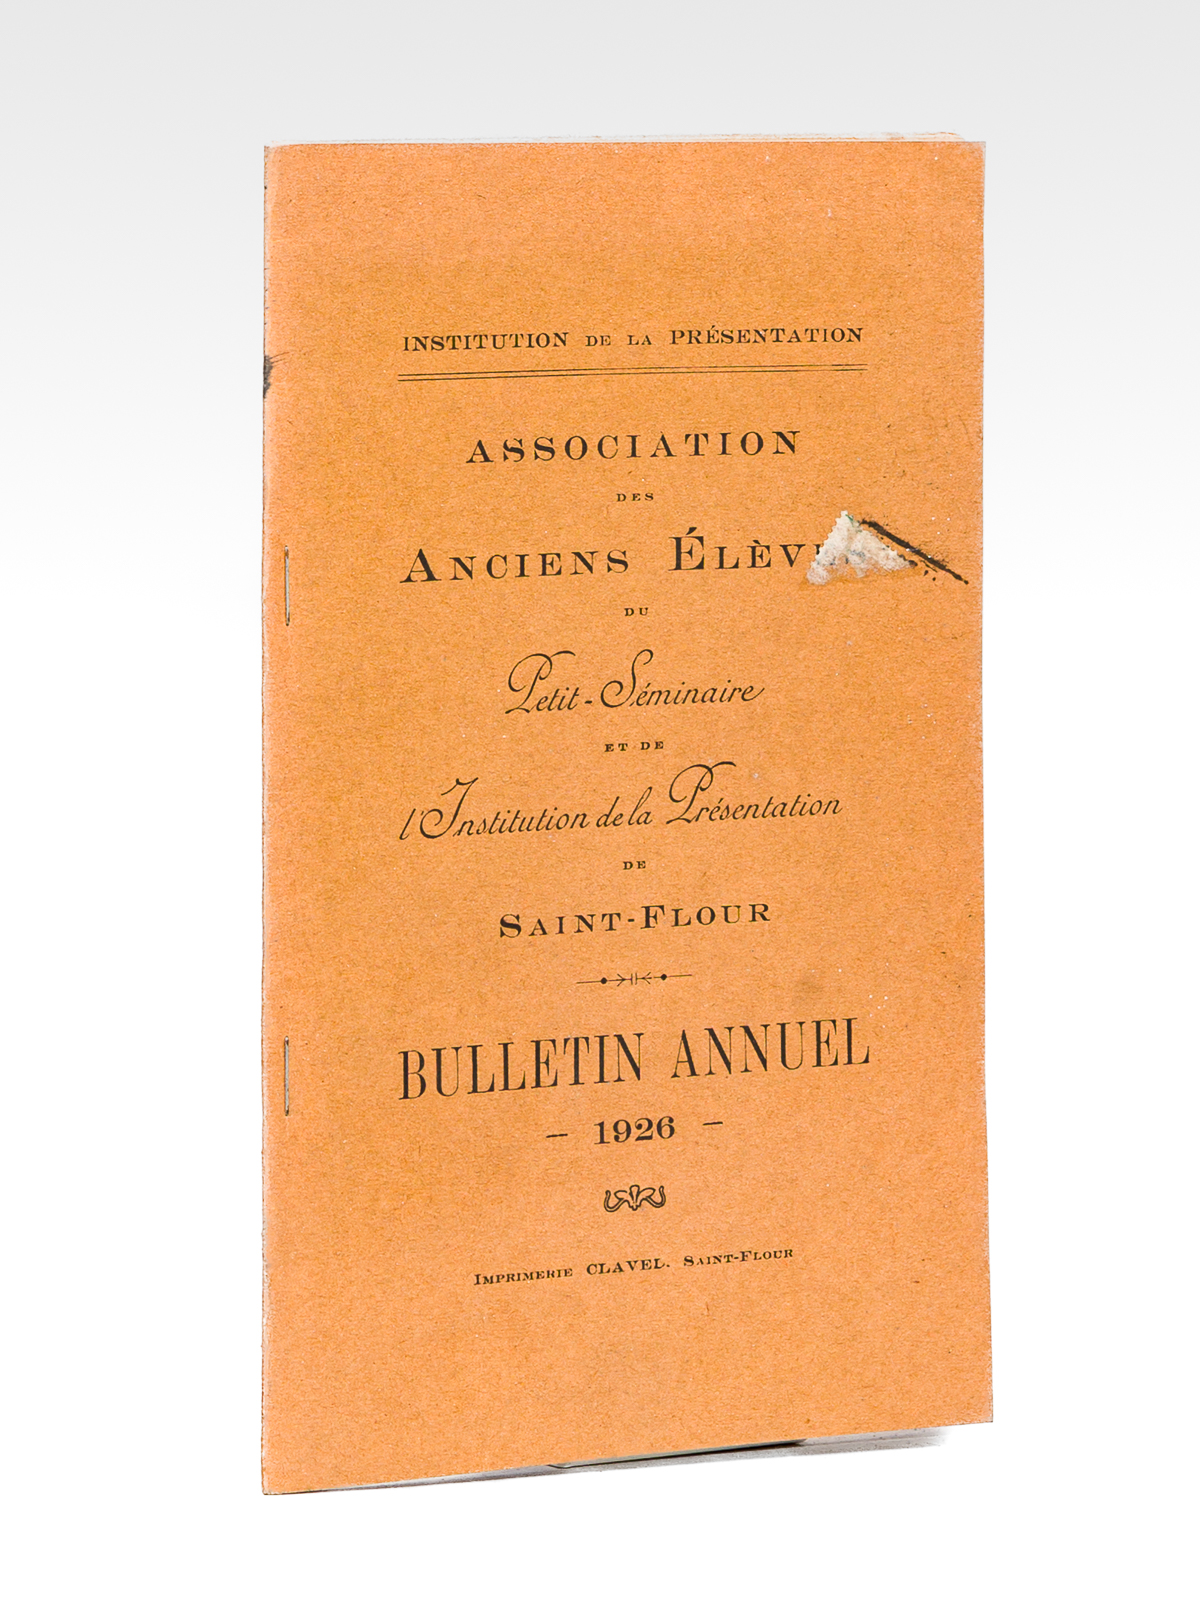 INSTITUTION DE LA PRÉSENTATION
ASSOCIATION
DES
ANCIENS
DU
Petit-Séminaire
ET DE
l'Institution de la Présentation
DE
SAINT-FLOUR
BULLETIN ANNUEL
- 1926 -
IMPRIMERIE CLAVEL. SAINT-FLOUR